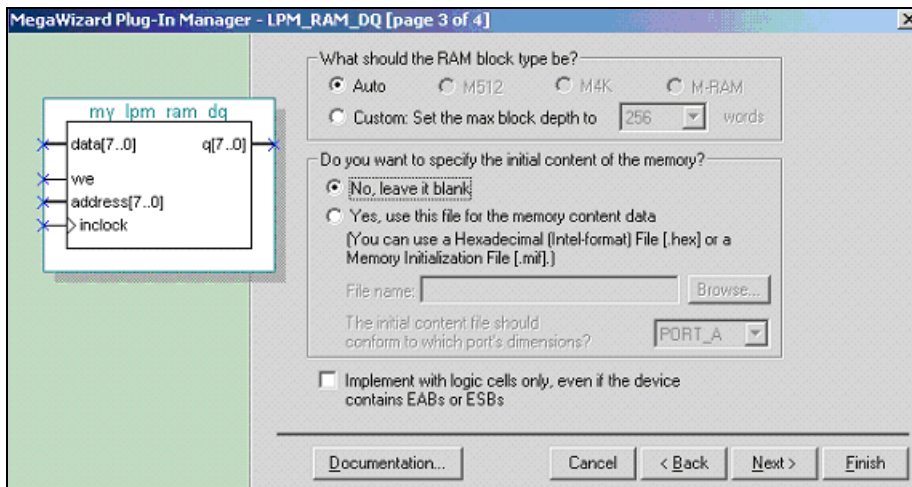 MegaWizard Plug-In Manager - LPM_RAM_DQ [page 3 of 4]
my_lpm_ram_dq
data[7..0] q[7..0]
we
address[7..0]
inclock
What should the RAM block type be?
Auto M512 M4K M-RAM
Custom: Set the max block depth to 256 words
Do you want to specify the initial content of the memory?
No, leave it blank
Yes, use this file for the memory content data
(You can use a Hexadecimal (Intel-format) File [.hex] or a
Memory Initialization File [.mif].)
File name: Browse...
The initial content file should
conform to which port's dimensions? PORT_A
Implement with logic cells only, even if the device
contains EABs or ESBs
Documentation... Cancel < Back Next > Finish